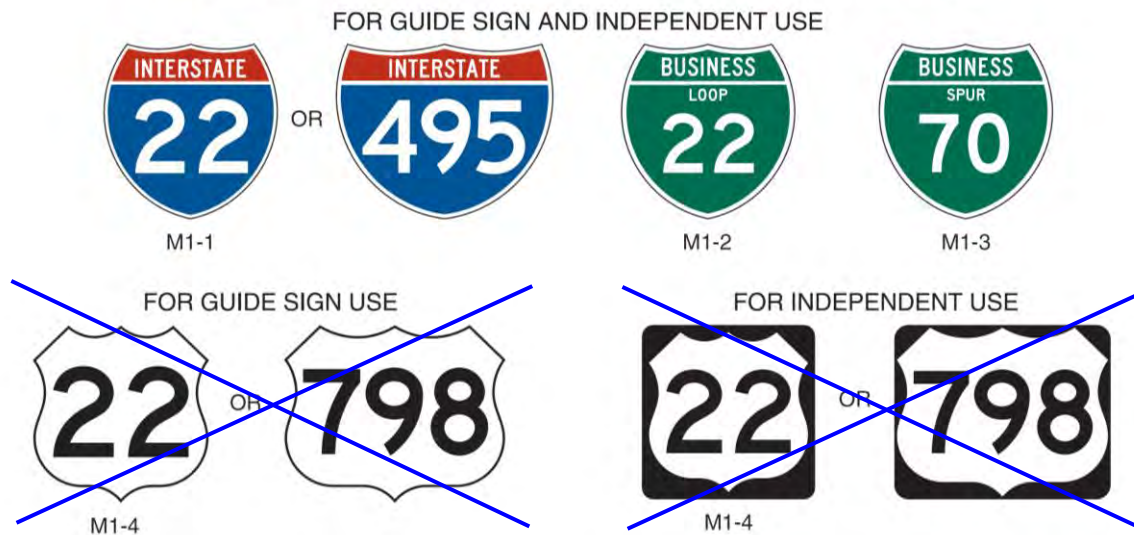 FOR GUIDE SIGN AND INDEPENDENT USE
INTERSTATE
22
OR
INTERSTATE
495
BUSINESS
LOOP
22
BUSINESS
SPUR
70
M1-1
M1-2
M1-3
FOR GUIDE SIGN USE
22
OR
798
M1-4
FOR INDEPENDENT USE
22
OR
798
M1-4